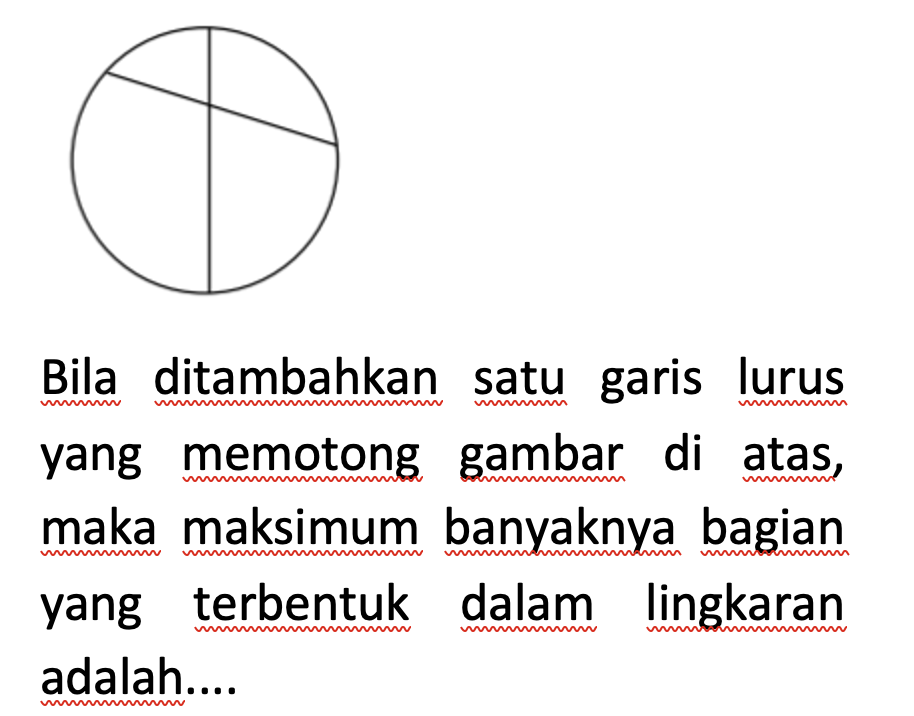 Bila ditambahkan satu garis lurus
yang memotong gambar di atas,
maka maksimum banyaknya bagian
yang terbentuk dalam lingkaran
adalah....